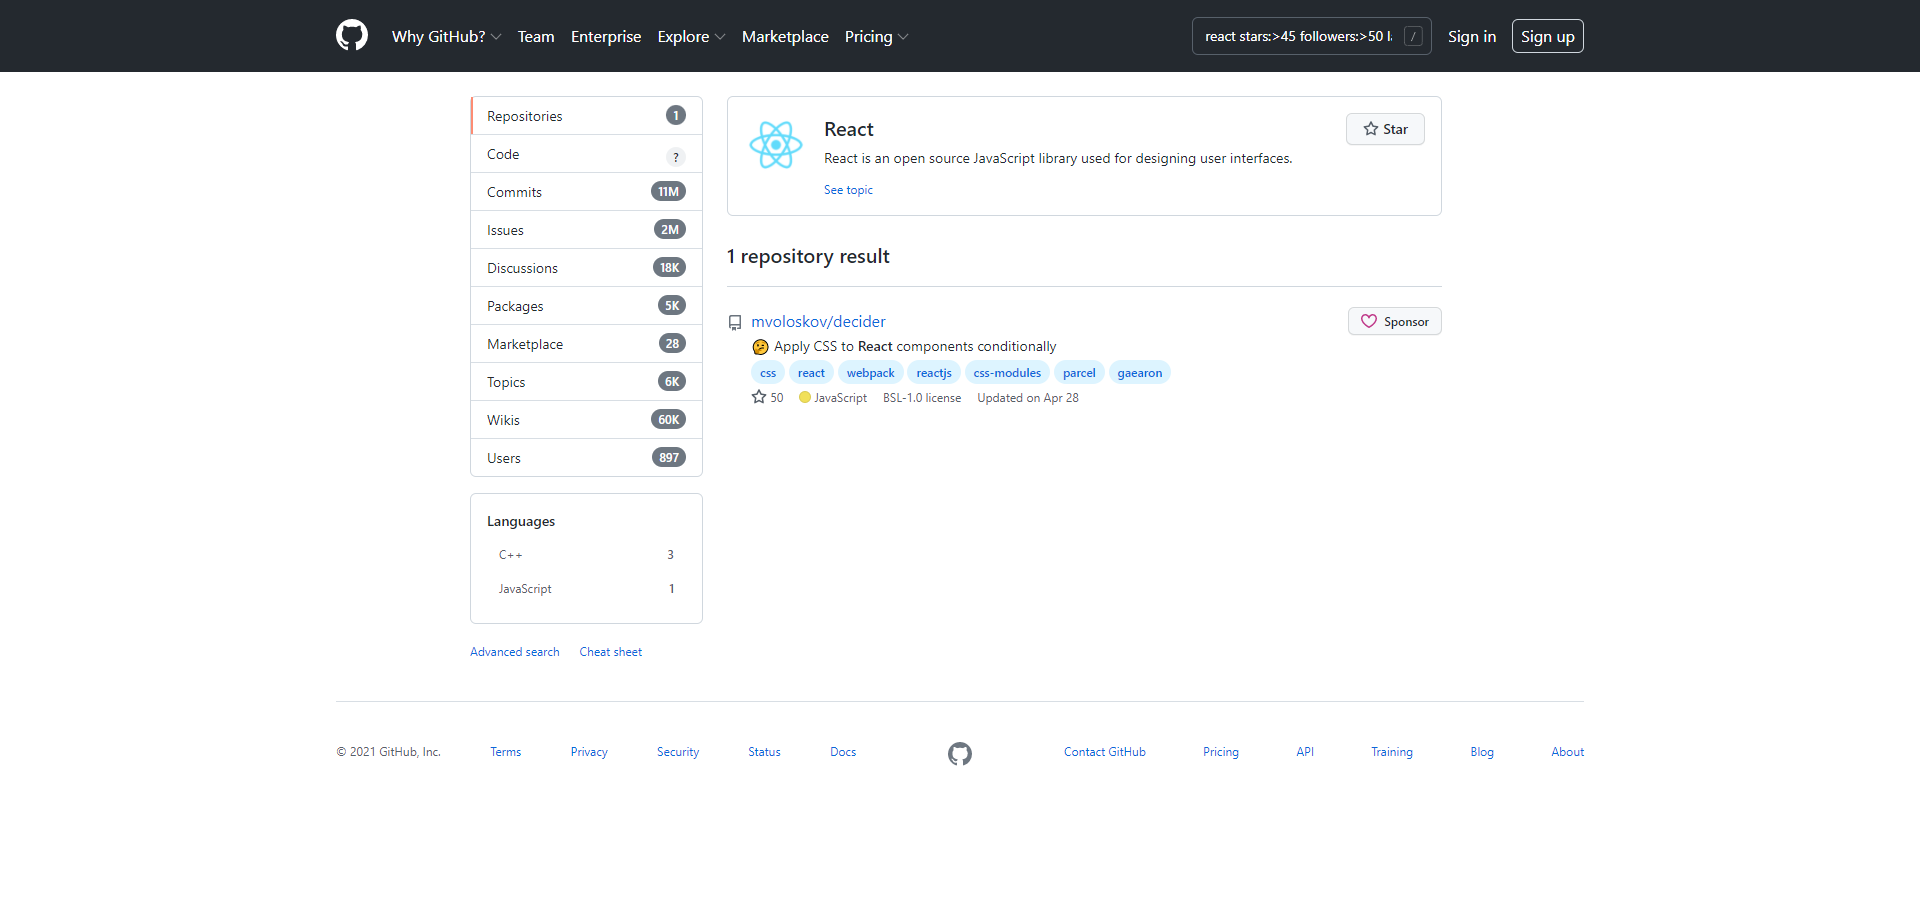 Why GitHub? Team Enterprise Explore Marketplace Pricing
react stars:>45 followers:>50 l /
Sign in
Sign up
Repositories 1
Code ?
Commits 11M
Issues 2M
Discussions 18K
Packages 5K
Marketplace 28
Topics 6K
Wikis 60K
Users 897
Languages
C++ 3
JavaScript 1
Advanced search Cheat sheet
React
Star
React is an open source JavaScript library used for designing user interfaces.
See topic
1 repository result
mvoloskov/decider
Sponsor
🤔 Apply CSS to React components conditionally
css react webpack reactjs css-modules parcel gaearon
50 JavaScript BSL-1.0 license Updated on Apr 28
© 2021 GitHub, Inc. Terms Privacy Security Status Docs Contact GitHub Pricing API Training Blog About